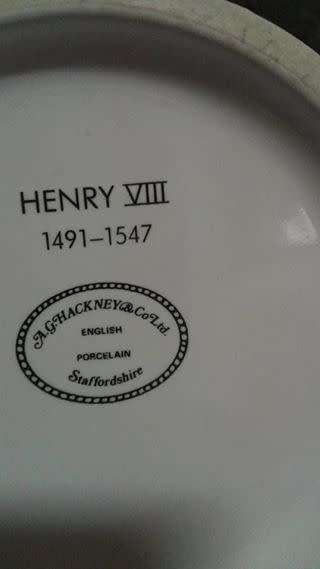 HENRY VIII
1491–1547
A.G.HACKNEY&Co Ltd.
ENGLISH
PORCELAIN
Staffordshire